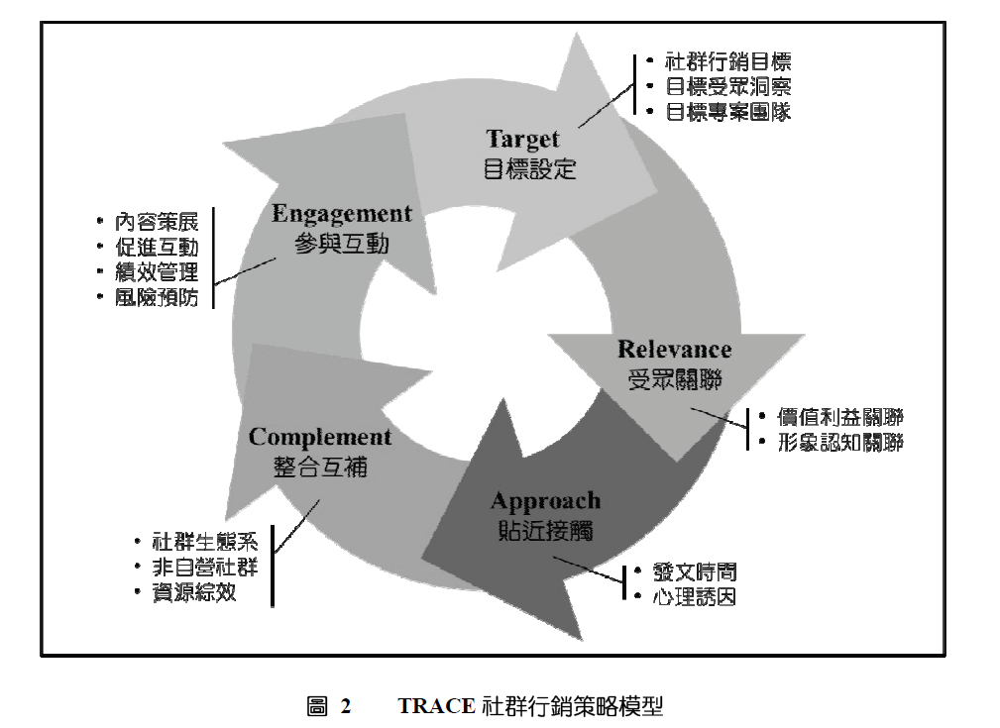 Target
目標設定
• 社群行銷目標
• 目標受眾洞察
• 目標專案團隊
Relevance
受眾關聯
• 價值利益關聯
• 形象認知關聯
Approach
貼近接觸
• 發文時間
• 心理誘因
Complement
整合互補
• 社群生態系
• 非自營社群
• 資源綜效
Engagement
參與互動
• 內容策展
• 促進互動
• 績效管理
• 風險預防
圖 2 TRACE 社群行銷策略模型